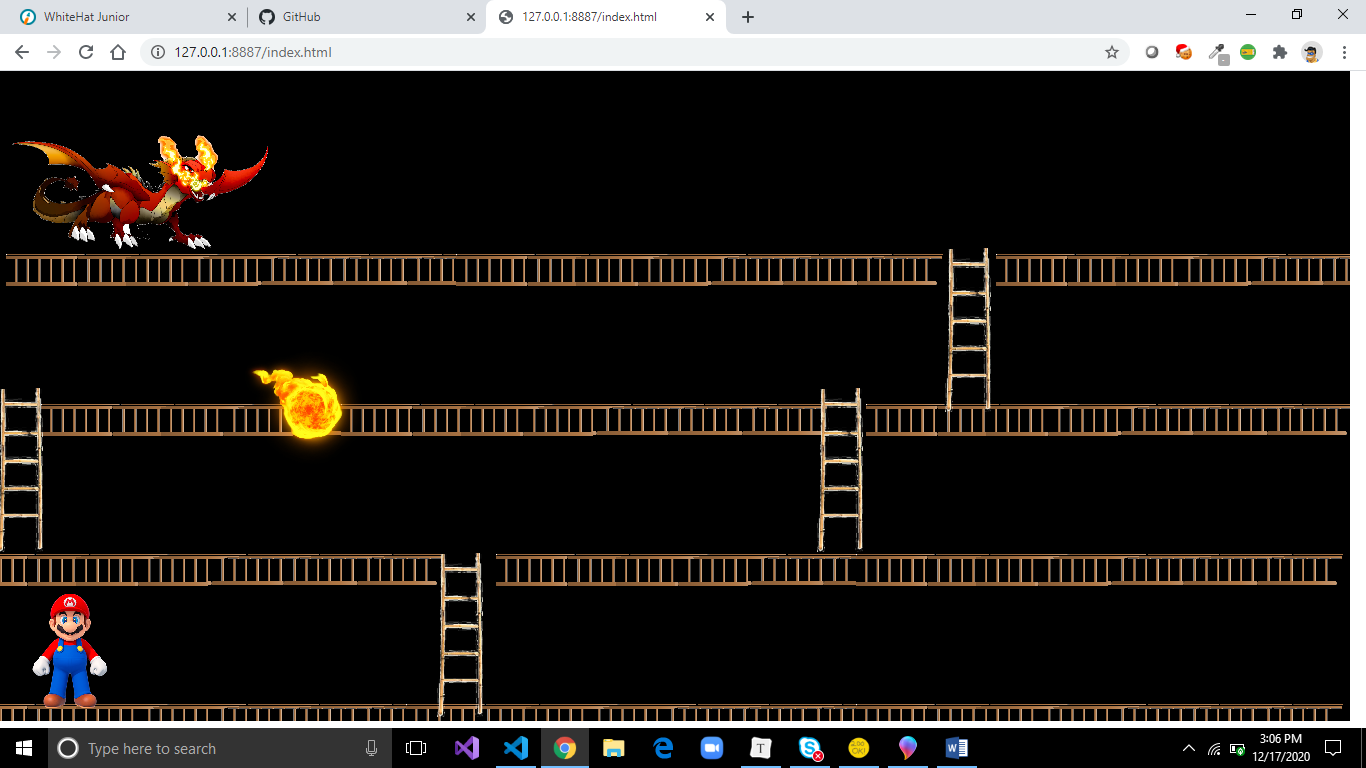 WhiteHat Junior
GitHub
127.0.0.1:8887/index.html
127.0.0.1:8887/index.html
M
Type here to search
T
W
3:06 PM
12/17/2020